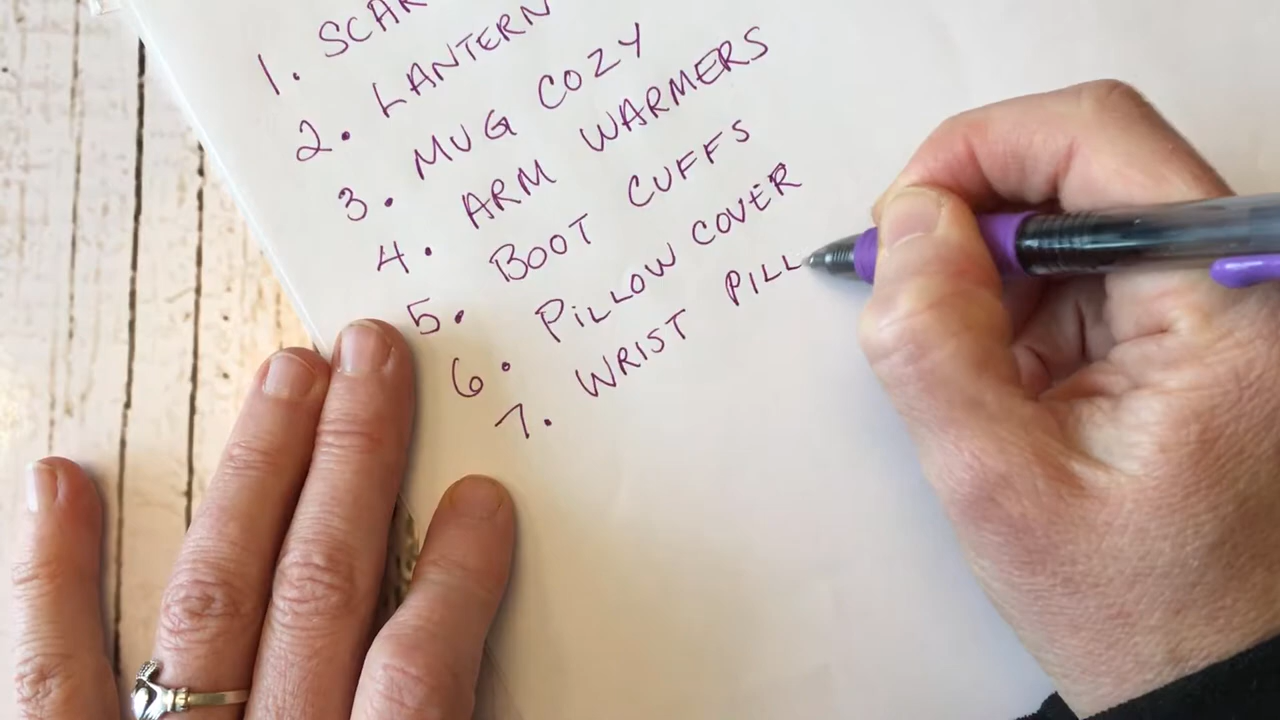 1. SCAR
2. LANTERN
3. MUG COZY
4. ARM WARMERS
5. BOOT CUFFS
6. PILLOW COVER
7. WRIST PILL